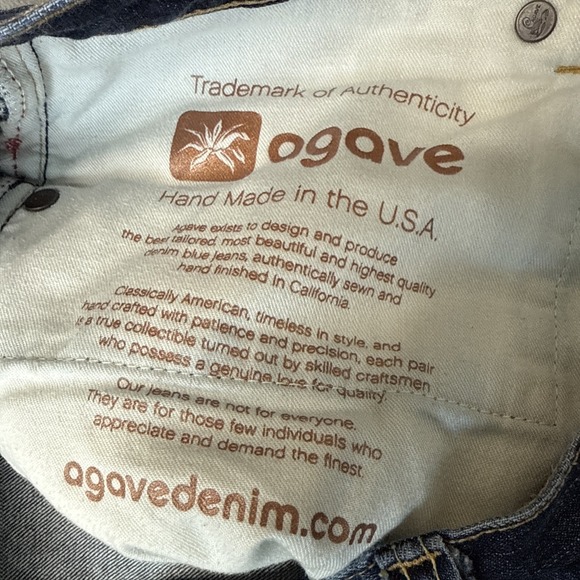 Trademark of Authenticity
agave
Hand Made in the U.S.A.
Agave exists to design and produce
the best tailored, most beautiful and highest quality
denim blue jeans, authentically sewn and
hand finished in California.
Classically American, timeless in style, and
hand crafted with patience and precision, each pair
is a true collectible turned out by skilled craftsmen
who possess a genuine love for quality.
Our jeans are not for everyone.
They are for those few individuals who
appreciate and demand the finest.
agavedenim.com